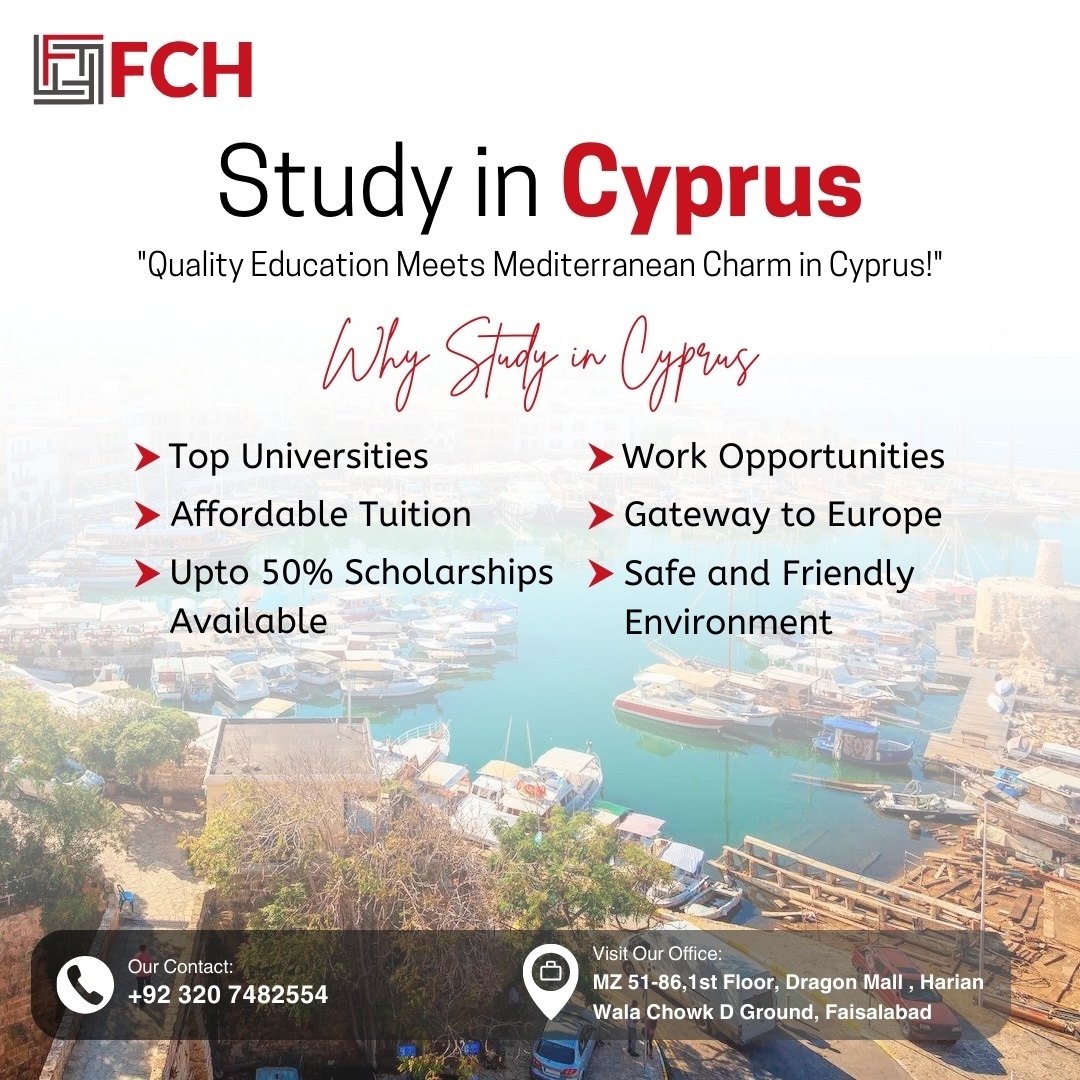 FCH
Study in Cyprus
"Quality Education Meets Mediterranean Charm in Cyprus!"
Why Study in Cyprus
Top Universities
Affordable Tuition
Upto 50% Scholarships
Available
Work Opportunities
Gateway to Europe
Safe and Friendly
Environment
Our Contact:
+92 320 7482554
Visit Our Office:
MZ 51-86,1st Floor, Dragon Mall , Harian
Wala Chowk D Ground, Faisalabad